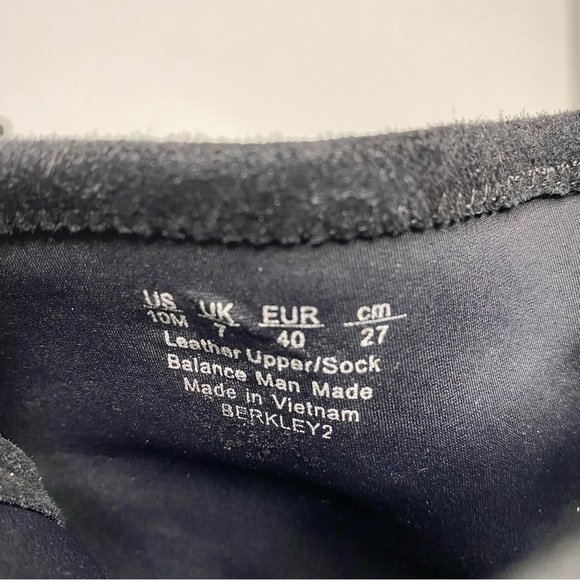 US UK EUR cm
10M 7 40 27
Leather Upper/Sock
Balance Man Made
Made in Vietnam
BERKLEY2